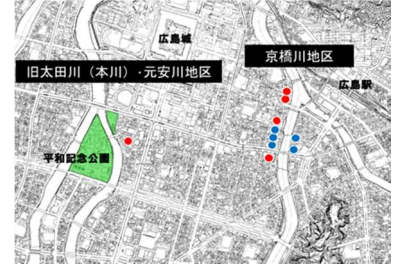 広島城
京橋川地区
旧太田川（本川）・元安川地区
広島駅
平和記念公園